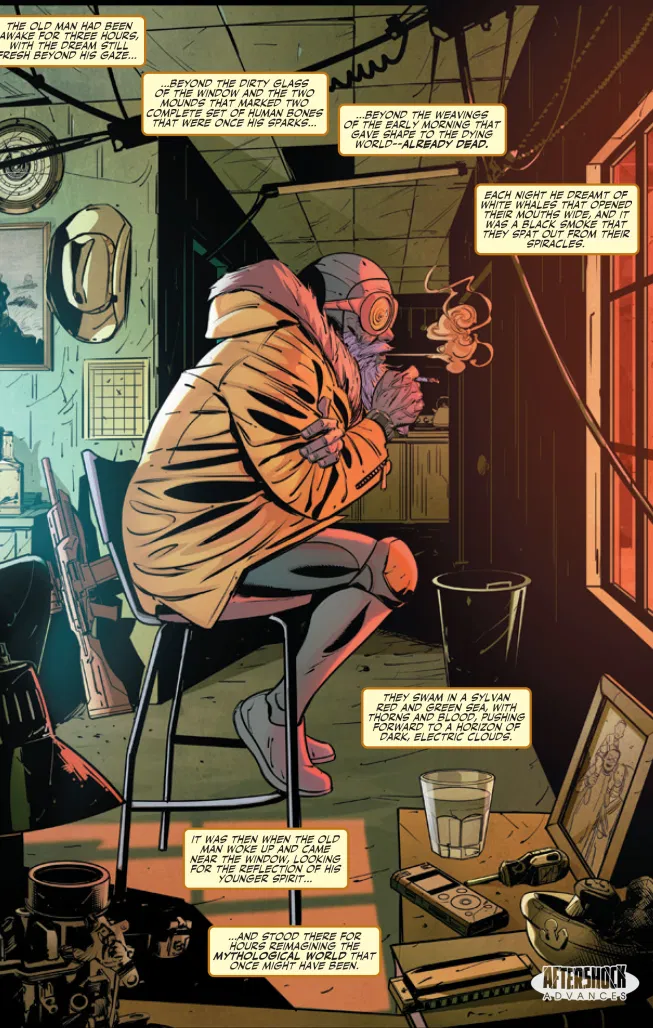 THE OLD MAN HAD BEEN
AWAKE FOR THREE HOURS,
WITH THE DREAM STILL
FRESH BEYOND HIS GAZE...
...BEYOND THE DIRTY GLASS
OF THE WINDOW AND THE TWO
MOUNDS THAT MARKED TWO
COMPLETE SET OF HUMAN BONES
THAT WERE ONCE HIS SPARKS...
...BEYOND THE WEAVINGS
OF THE EARLY MORNING THAT
GAVE SHAPE TO THE DYING
WORLD--ALREADY DEAD.
EACH NIGHT HE DREAMT OF
WHITE WHALES THAT OPENED
THEIR MOUTHS WIDE, AND IT
WAS A BLACK SMOKE THAT
THEY SPAT OUT FROM THEIR
SPIRACLES.
THEY SWAM IN A SYLVAN
RED AND GREEN SEA, WITH
THORNS AND BLOOD, PUSHING
FORWARD TO A HORIZON OF
DARK, ELECTRIC CLOUDS.
IT WAS THEN WHEN THE OLD
MAN WOKE UP AND CAME
NEAR THE WINDOW, LOOKING
FOR THE REFLECTION OF HIS
YOUNGER SPIRIT...
...AND STOOD THERE FOR
HOURS REIMAGINING THE
MYTHOLOGICAL WORLD THAT
ONCE MIGHT HAVE BEEN.
AFTERSHOCK
ADVANCES